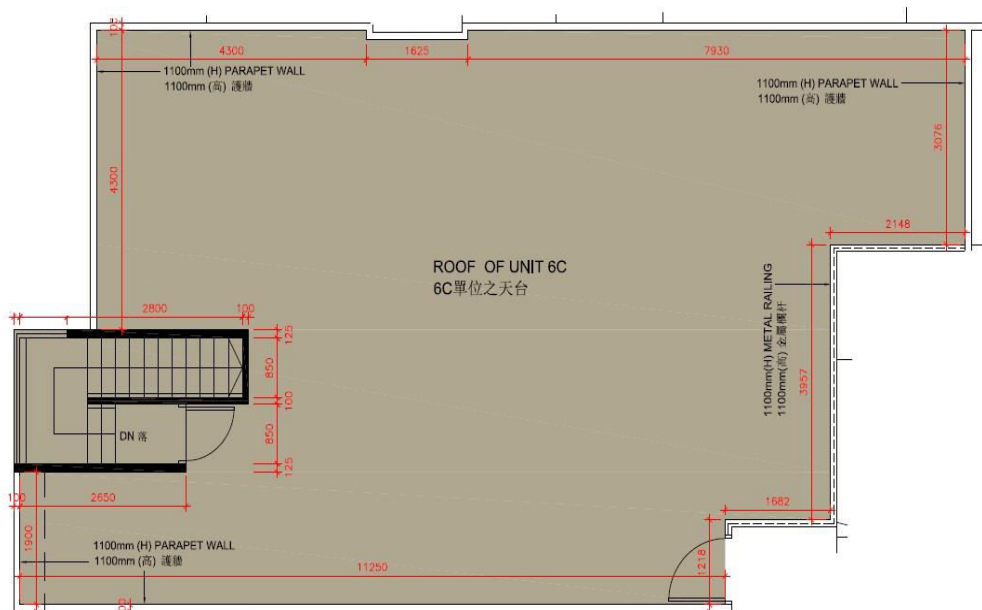 105
4300
1625
7930
1100mm (H) PARAPET WALL
1100mm (高) 護牆
1100mm (H) PARAPET WALL
1100mm (高) 護牆
3076
4300
2148
ROOF OF UNIT 6C
6C單位之天台
1100mm(H) METAL RAILING
1100mm(高) 金屬欄杆
3957
2800
100
125
850
100
850
125
DN 落
100
2650
1682
1900
1100mm (H) PARAPET WALL
1100mm (高) 護牆
11250
1218